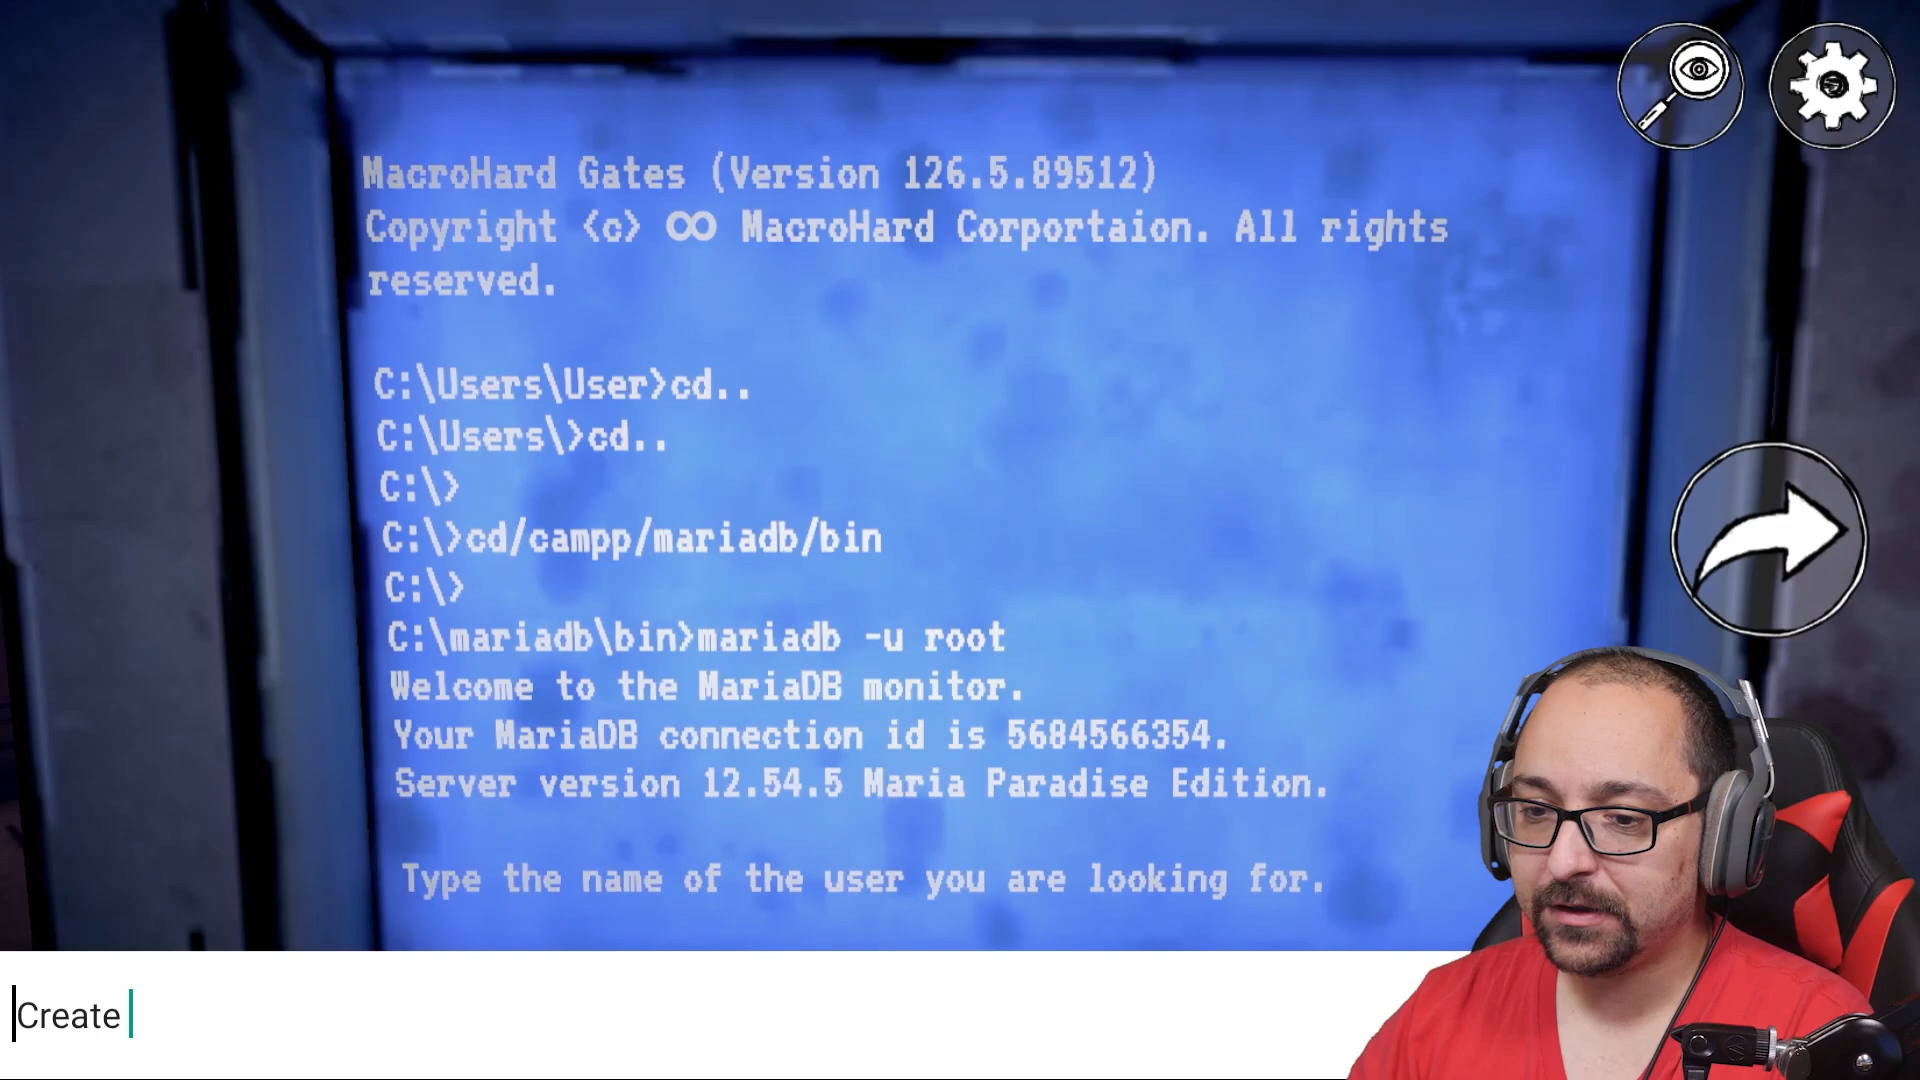 MacroHard Gates (Version 126.5.89512)
Copyright <c> ∞ MacroHard Corportaion. All rights
reserved.
C:\Users\User>cd..
C:\Users\>cd..
C:\>
C:\>cd/campp/mariadb/bin
C:\>
C:\mariadb\bin>mariadb -u root
Welcome to the MariaDB monitor.
Your MariaDB connection id is 5684566354.
Server version 12.54.5 Maria Paradise Edition.
Type the name of the user you are looking for.
Create